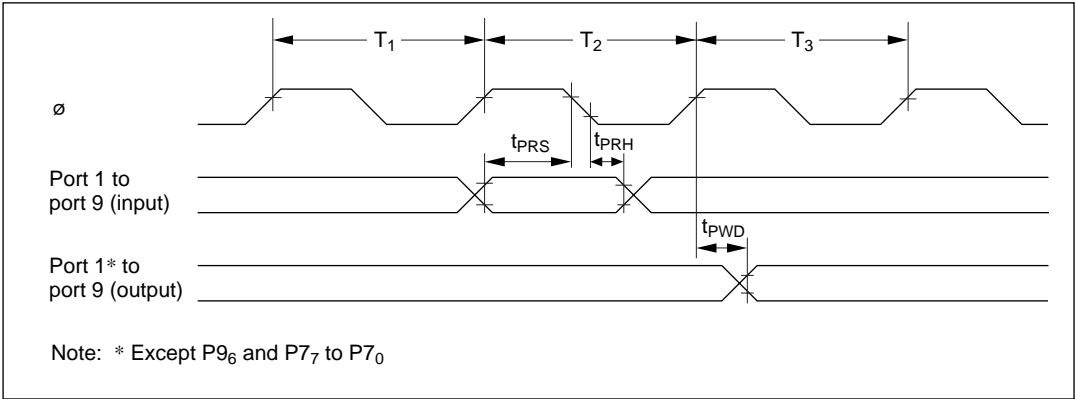 T₁ T₂ T₃
ø
tPRS tPRH
Port 1 to
port 9 (input)
tPWD
Port 1* to
port 9 (output)
Note: * Except P9₆ and P7₇ to P7₀